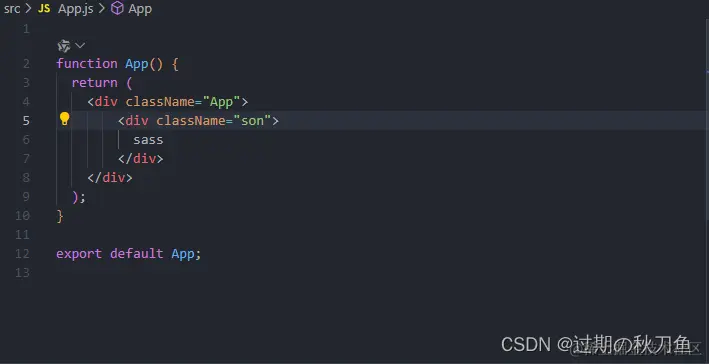 src > JS App.js > App
1
2 function App() {
3 return (
4 <div className="App">
5 <div className="son">
6 sass
7 </div>
8 </div>
9 );
10 }
11
12 export default App;
13
CSDN @过期の秋刀鱼